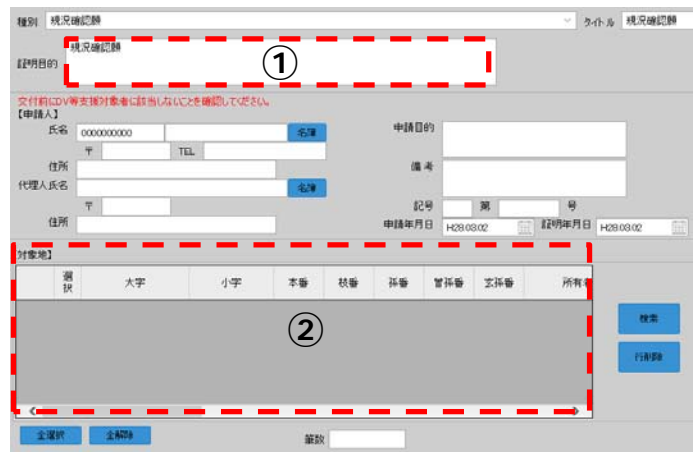 種別 現況確認願 タイトル 現況確認願
証明目的 現況確認願
①
交付前にDV等支援対象者に該当しないことを確認してください。
【申請人】
氏名 0000000000 名簿 申請目的
〒 TEL
住所 備考
代理人氏名 名簿
〒 記号 第 号
住所 申請年月日 H28.03.02 証明年月日 H28.03.02
対象地】
選択 大字 小字 本番 枝番 孫番 曽孫番 玄孫番 所有者
②
検索
行削除
全選択 全解除 筆数